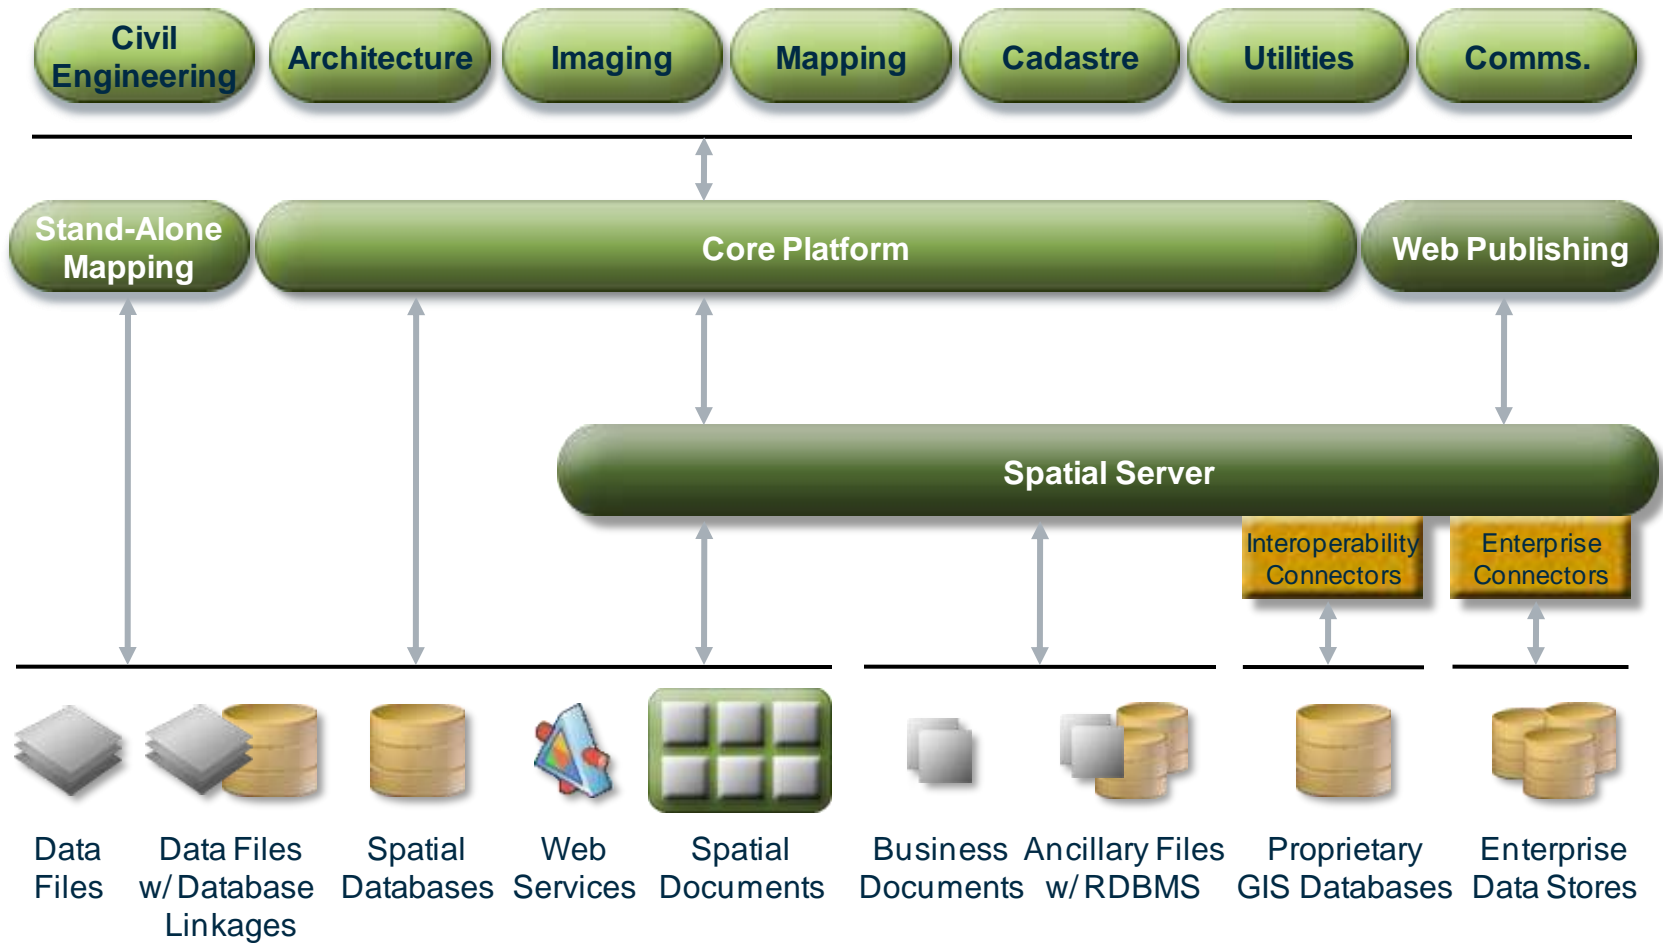 Civil
Engineering
Architecture
Imaging
Mapping
Cadastre
Utilities
Comms.
Stand-Alone
Mapping
Core Platform
Web Publishing
Spatial Server
Interoperability
Connectors
Enterprise
Connectors
Data
Files
Data Files
w/ Database
Linkages
Spatial
Databases
Web
Services
Spatial
Documents
Business
Documents
Ancillary Files
w/ RDBMS
Proprietary
GIS Databases
Enterprise
Data Stores